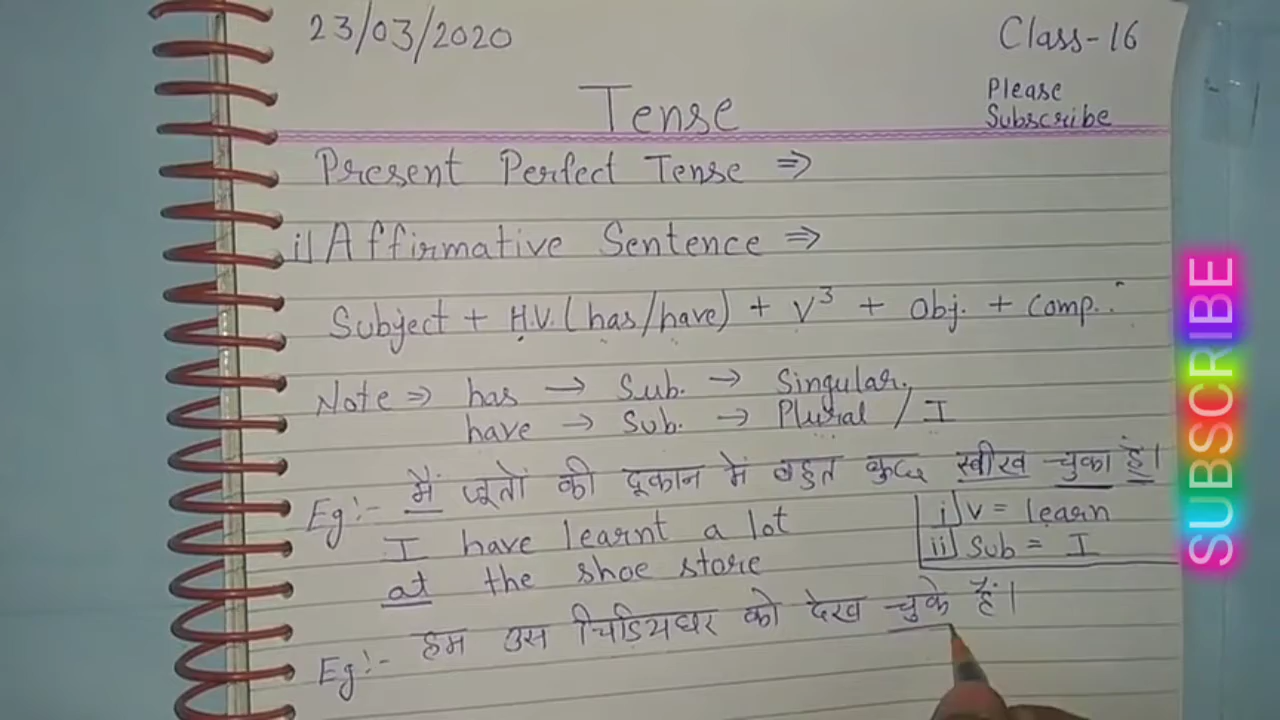 23/03/2020
Class-16
Please
Subscribe
Tense
Present Perfect Tense ⇒
i) Affirmative Sentence ⇒
Subject + H.V. (has/have) + V³ + Obj. + Comp..
Note ⇒ has → Sub. → Singular.
have → Sub. → Plural / I
Eg:- मैं जूतों की दूकान में बहुत कुछ सीख चुका हूं।
I have learnt a lot
at the shoe store
i) V = learn
ii) Sub = I
Eg:- हम उस चिड़ियघर को देख चुके हैं।
SUBSCRIBE